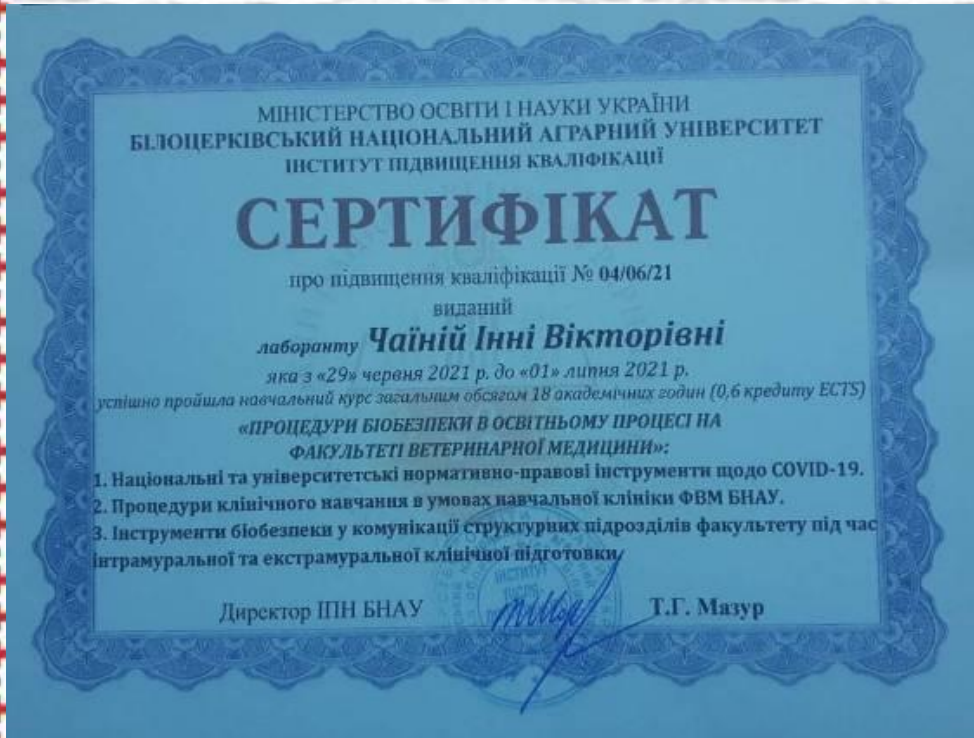 МІНІСТЕРСТВО ОСВІТИ І НАУКИ УКРАЇНИ
БІЛОЦЕРКІВСЬКИЙ НАЦІОНАЛЬНИЙ АГРАРНИЙ УНІВЕРСИТЕТ
ІНСТИТУТ ПІДВИЩЕННЯ КВАЛІФІКАЦІЇ
СЕРТИФІКАТ
про підвищення кваліфікації № 04/06/21
виданий
лаборанту Чаїній Інні Вікторівні
яка з «29» червня 2021 р. до «01» липня 2021 р.
успішно пройшла навчальний курс загальним обсягом 18 академічних годин (0,6 кредиту ECTS)
«ПРОЦЕДУРИ БІОБЕЗПЕКИ В ОСВІТНЬОМУ ПРОЦЕСІ НА
ФАКУЛЬТЕТІ ВЕТЕРИНАРНОЇ МЕДИЦИНИ»:
1. Національні та університетські нормативно-правові інструменти щодо COVID-19.
2. Процедури клінічного навчання в умовах навчальної клініки ФВМ БНАУ.
3. Інструменти біобезпеки у комунікації структурних підрозділів факультету під час
інтрамуральної та екстрамуральної клінічної підготовки
Директор ІПН БНАУ Т.Г. Мазур